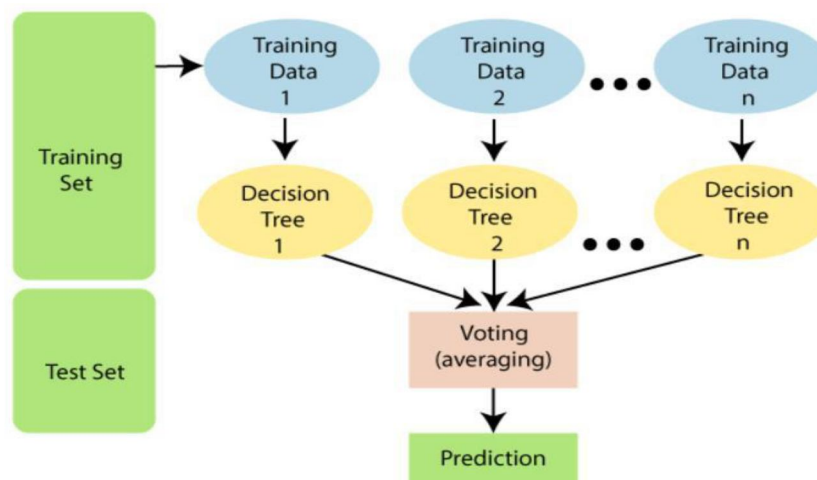 Training
Set
Test Set
Training
Data
1
Training
Data
2
Training
Data
n
Decision
Tree
1
Decision
Tree
2
Decision
Tree
n
Voting
(averaging)
Prediction